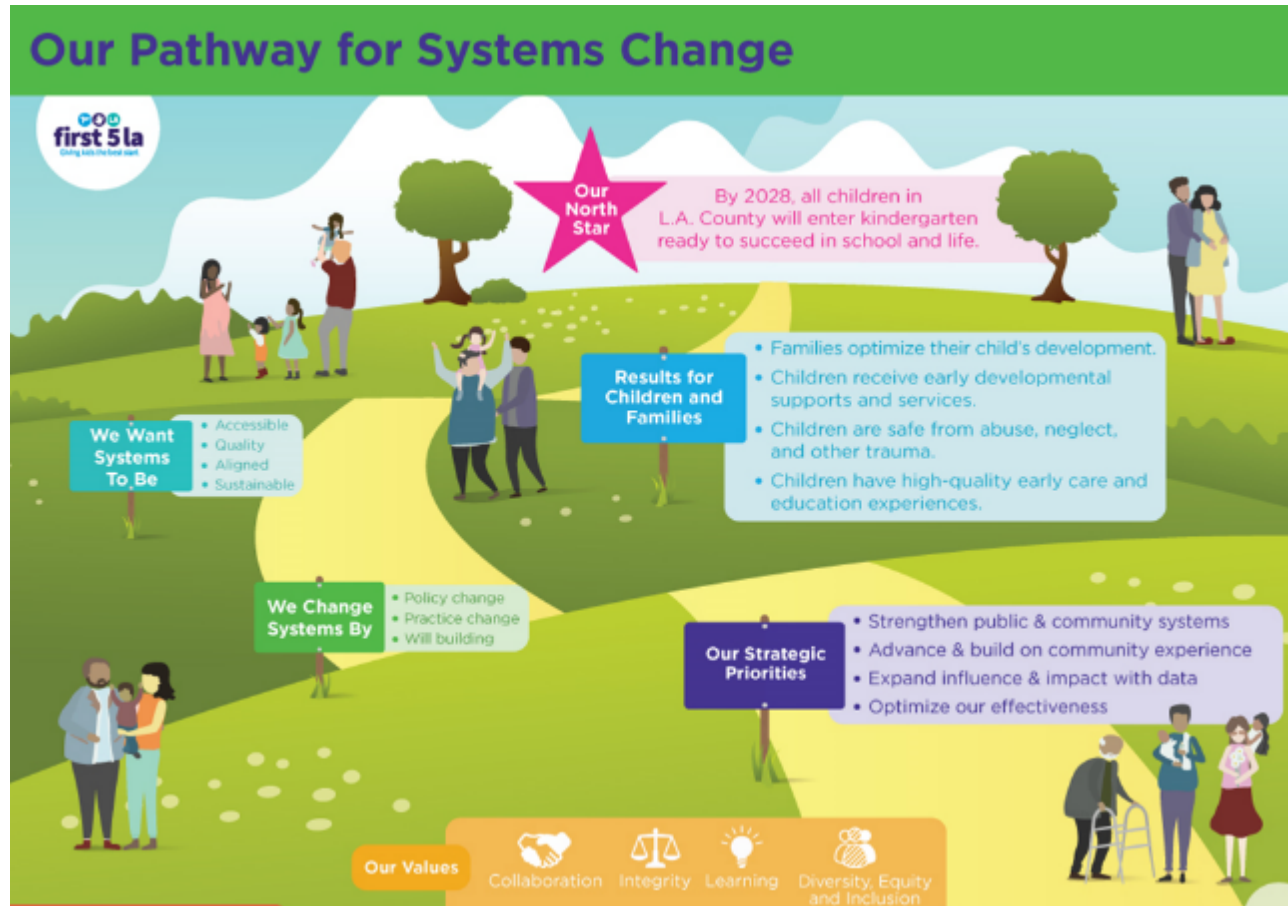 Our Pathway for Systems Change
first 5 la
Giving kids the best start
Our
North
Star
By 2028, all children in
L.A. County will enter kindergarten
ready to succeed in school and life.
Results for
Children and
Families
• Families optimize their child's development.
• Children receive early developmental
supports and services.
• Children are safe from abuse, neglect,
and other trauma.
• Children have high-quality early care and
education experiences.
We Want
Systems
To Be
• Accessible
• Quality
• Aligned
• Sustainable
We Change
Systems By
• Policy change
• Practice change
• Will building
Our Strategic
Priorities
• Strengthen public & community systems
• Advance & build on community experience
• Expand influence & impact with data
• Optimize our effectiveness
Our Values
Collaboration
Integrity
Learning
Diversity, Equity
and Inclusion